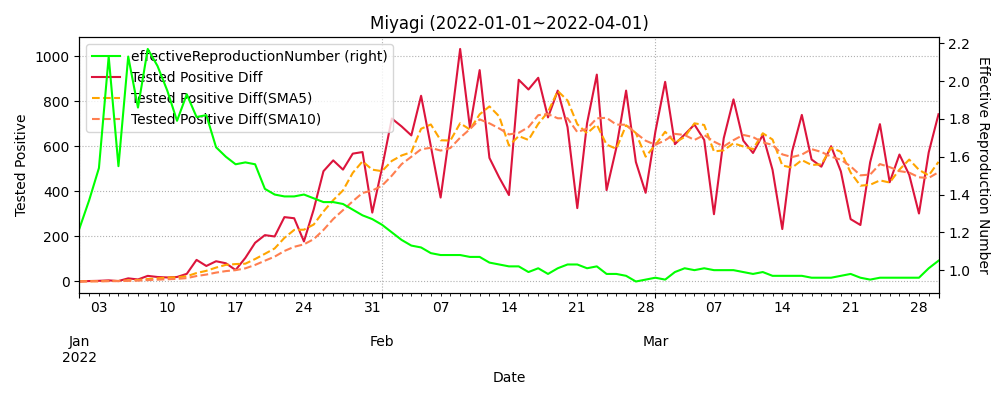 Miyagi (2022-01-01~2022-04-01)
effectiveReproductionNumber (right)
Tested Positive Diff
Tested Positive Diff(SMA5)
Tested Positive Diff(SMA10)
Tested Positive
1000
800
600
400
200
0
Effective Reproduction Number
2.2
2.0
1.8
1.6
1.4
1.2
1.0
03 10 17 24 31 07 14 21 28 07 14 21 28
Jan Feb Mar
2022
Date